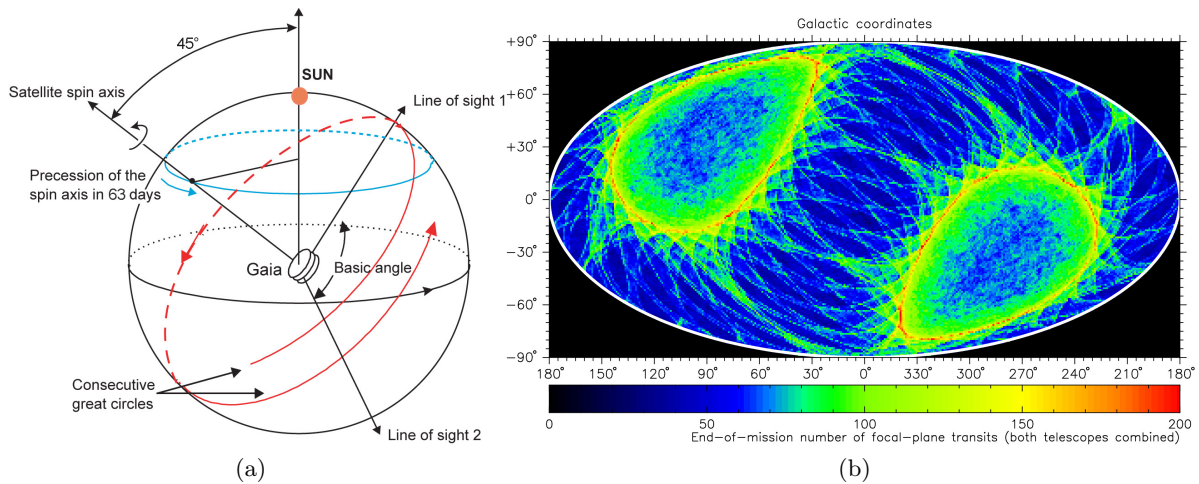 45°
SUN
Satellite spin axis
Line of sight 1
Precession of the
spin axis in 63 days
Gaia
Basic angle
Consecutive
great circles
Line of sight 2
(a)
Galactic coordinates
+90°
+60°
+30°
0°
-30°
-60°
-90°
180° 150° 120° 90° 60° 30° 0° 330° 300° 270° 240° 210° 180°
0 50 100 150 200
End-of-mission number of focal-plane transits (both telescopes combined)
(b)